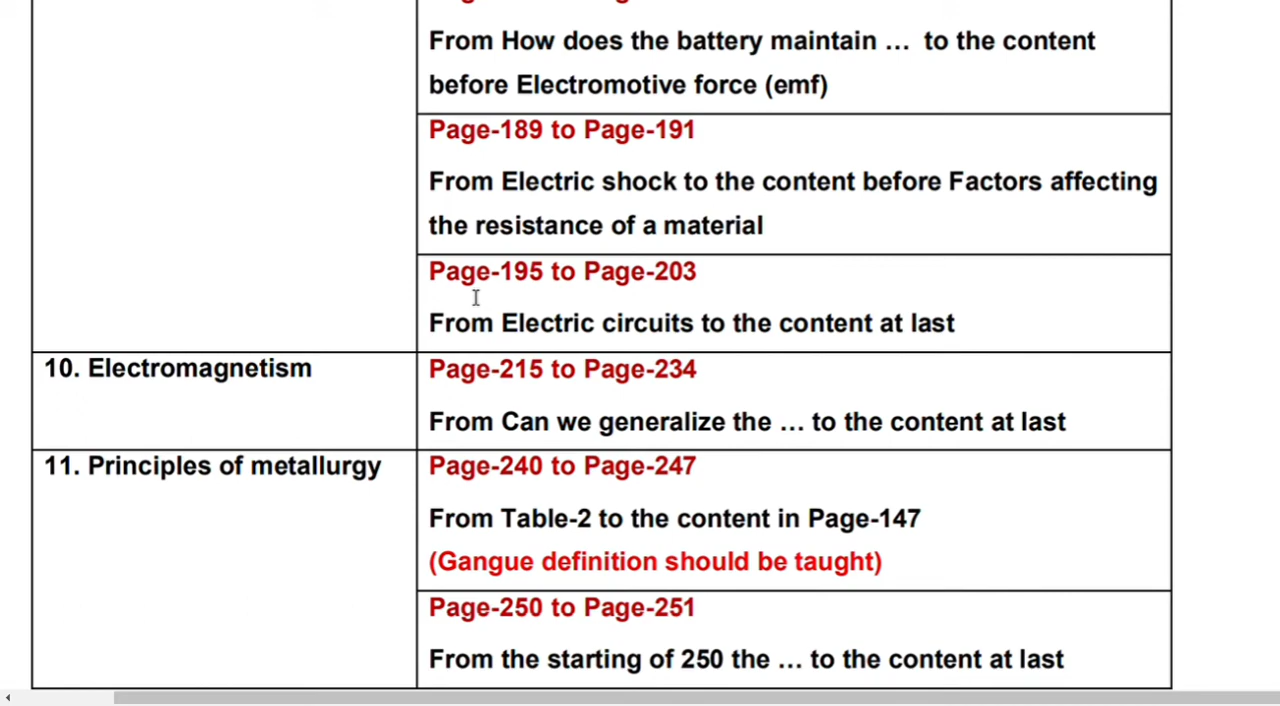 From How does the battery maintain … to the content
before Electromotive force (emf)
Page-189 to Page-191
From Electric shock to the content before Factors affecting
the resistance of a material
Page-195 to Page-203
From Electric circuits to the content at last
10. Electromagnetism
Page-215 to Page-234
From Can we generalize the … to the content at last
11. Principles of metallurgy
Page-240 to Page-247
From Table-2 to the content in Page-147
(Gangue definition should be taught)
Page-250 to Page-251
From the starting of 250 the … to the content at last